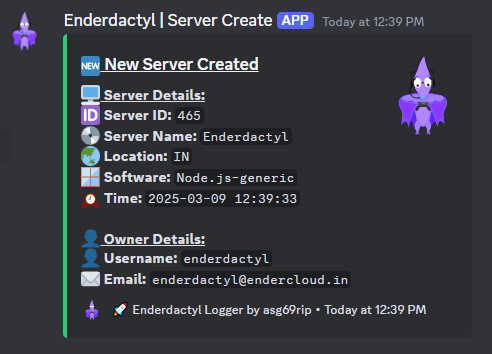 Enderdactyl | Server Create APP Today at 12:39 PM
NEW New Server Created
Server Details:
ID Server ID: 465
Server Name: Enderdactyl
Location: IN
Software: Node.js-generic
Time: 2025-03-09 12:39:33
Owner Details:
Username: enderdactyl
Email: enderdactyl@endercloud.in
Enderdactyl Logger by asg69rip • Today at 12:39 PM